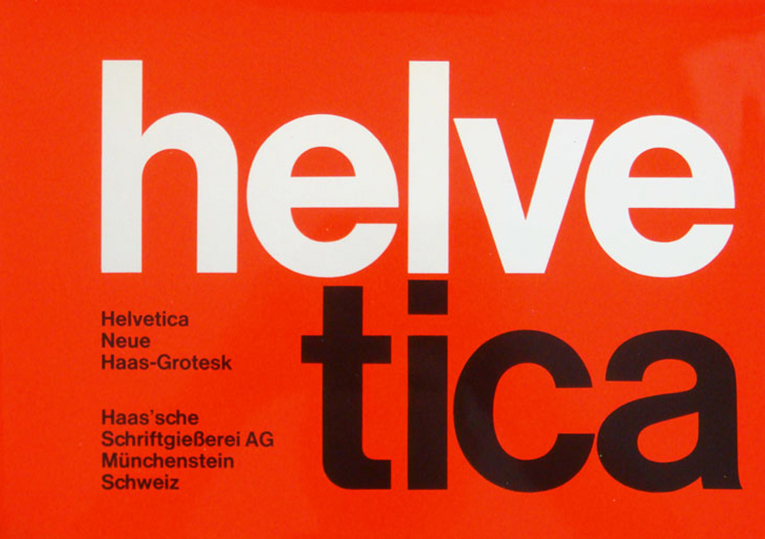 helve
tica
Helvetica
Neue
Haas-Grotesk
Haas'sche
Schriftgießerei AG
Münchenstein
Schweiz